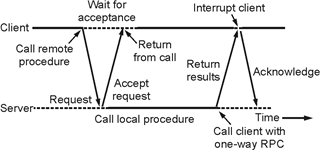 Wait for
acceptance
Interrupt client
Client
Call remote
procedure
Return
from call
Return
results
Acknowledge
Accept
request
Request
Server
Call local procedure
Time
Call client with
one-way RPC